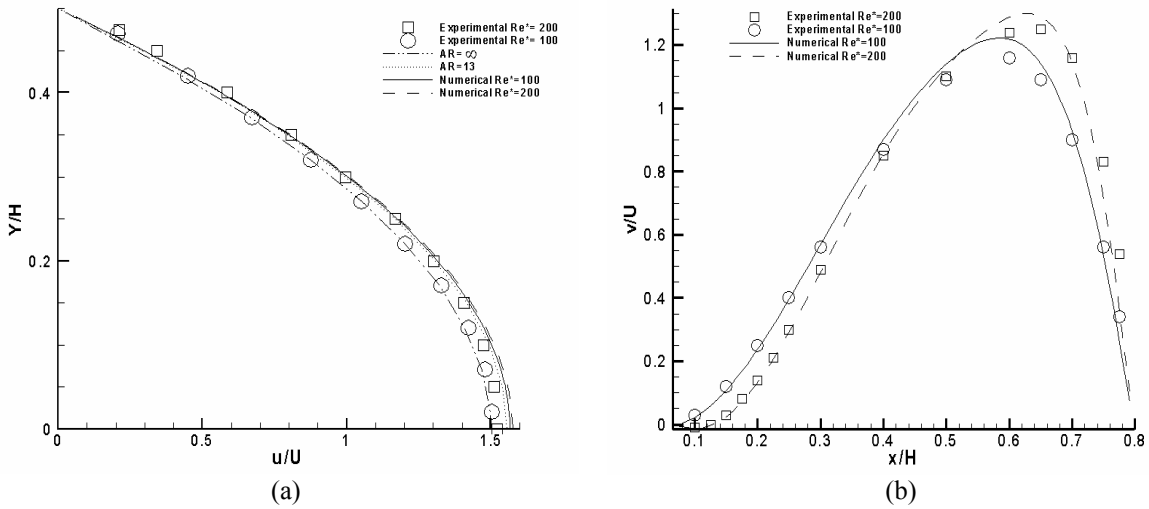 Experimental Re*= 200
Experimental Re*= 100
AR= ∞
AR= 13
Numerical Re*=100
Numerical Re*=200
Y/H
0.4
0.2
0
0
0.5
1
1.5
u/U
(a)
Experimental Re*=200
Experimental Re*=100
Numerical Re*=100
Numerical Re*=200
v/U
1.2
1
0.8
0.6
0.4
0.2
0
0.1
0.2
0.3
0.4
0.5
0.6
0.7
0.8
x/H
(b)